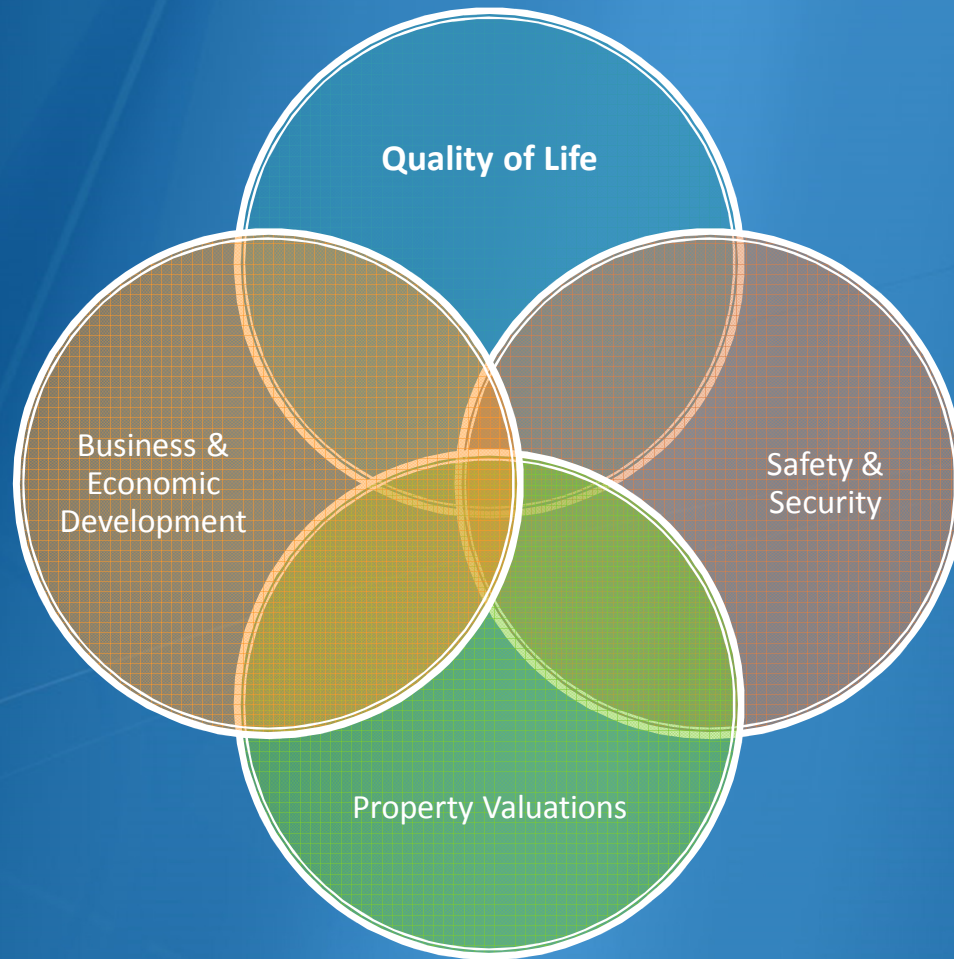 Quality of Life
Business &
Economic
Development
Safety &
Security
Property Valuations